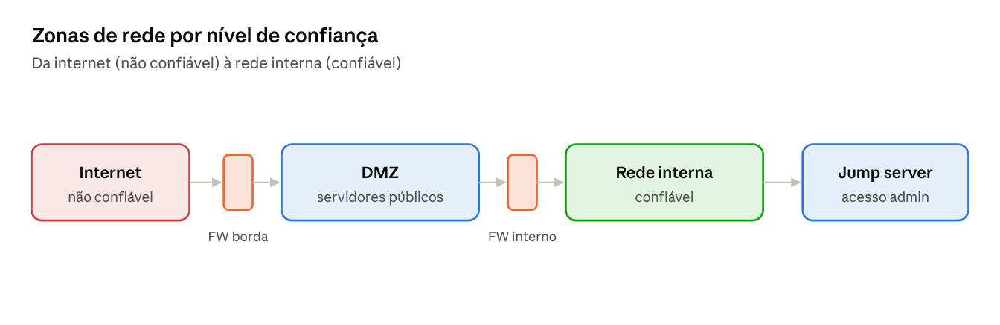 Zonas de rede por nível de confiança
Da internet (não confiável) à rede interna (confiável)
Internet
não confiável
FW borda
DMZ
servidores públicos
FW interno
Rede interna
confiável
Jump server
acesso admin